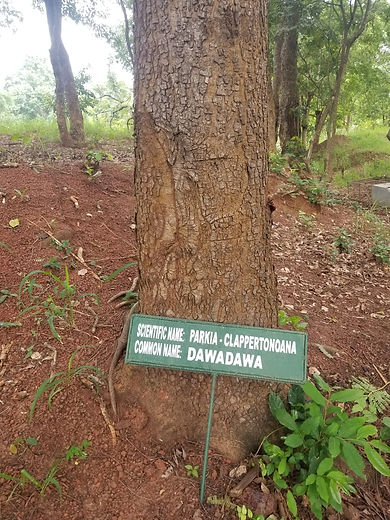 SCIENTIFIC NAME: PARKIA - CLAPPERTONOANA
COMMON NAME: DAWADAWA